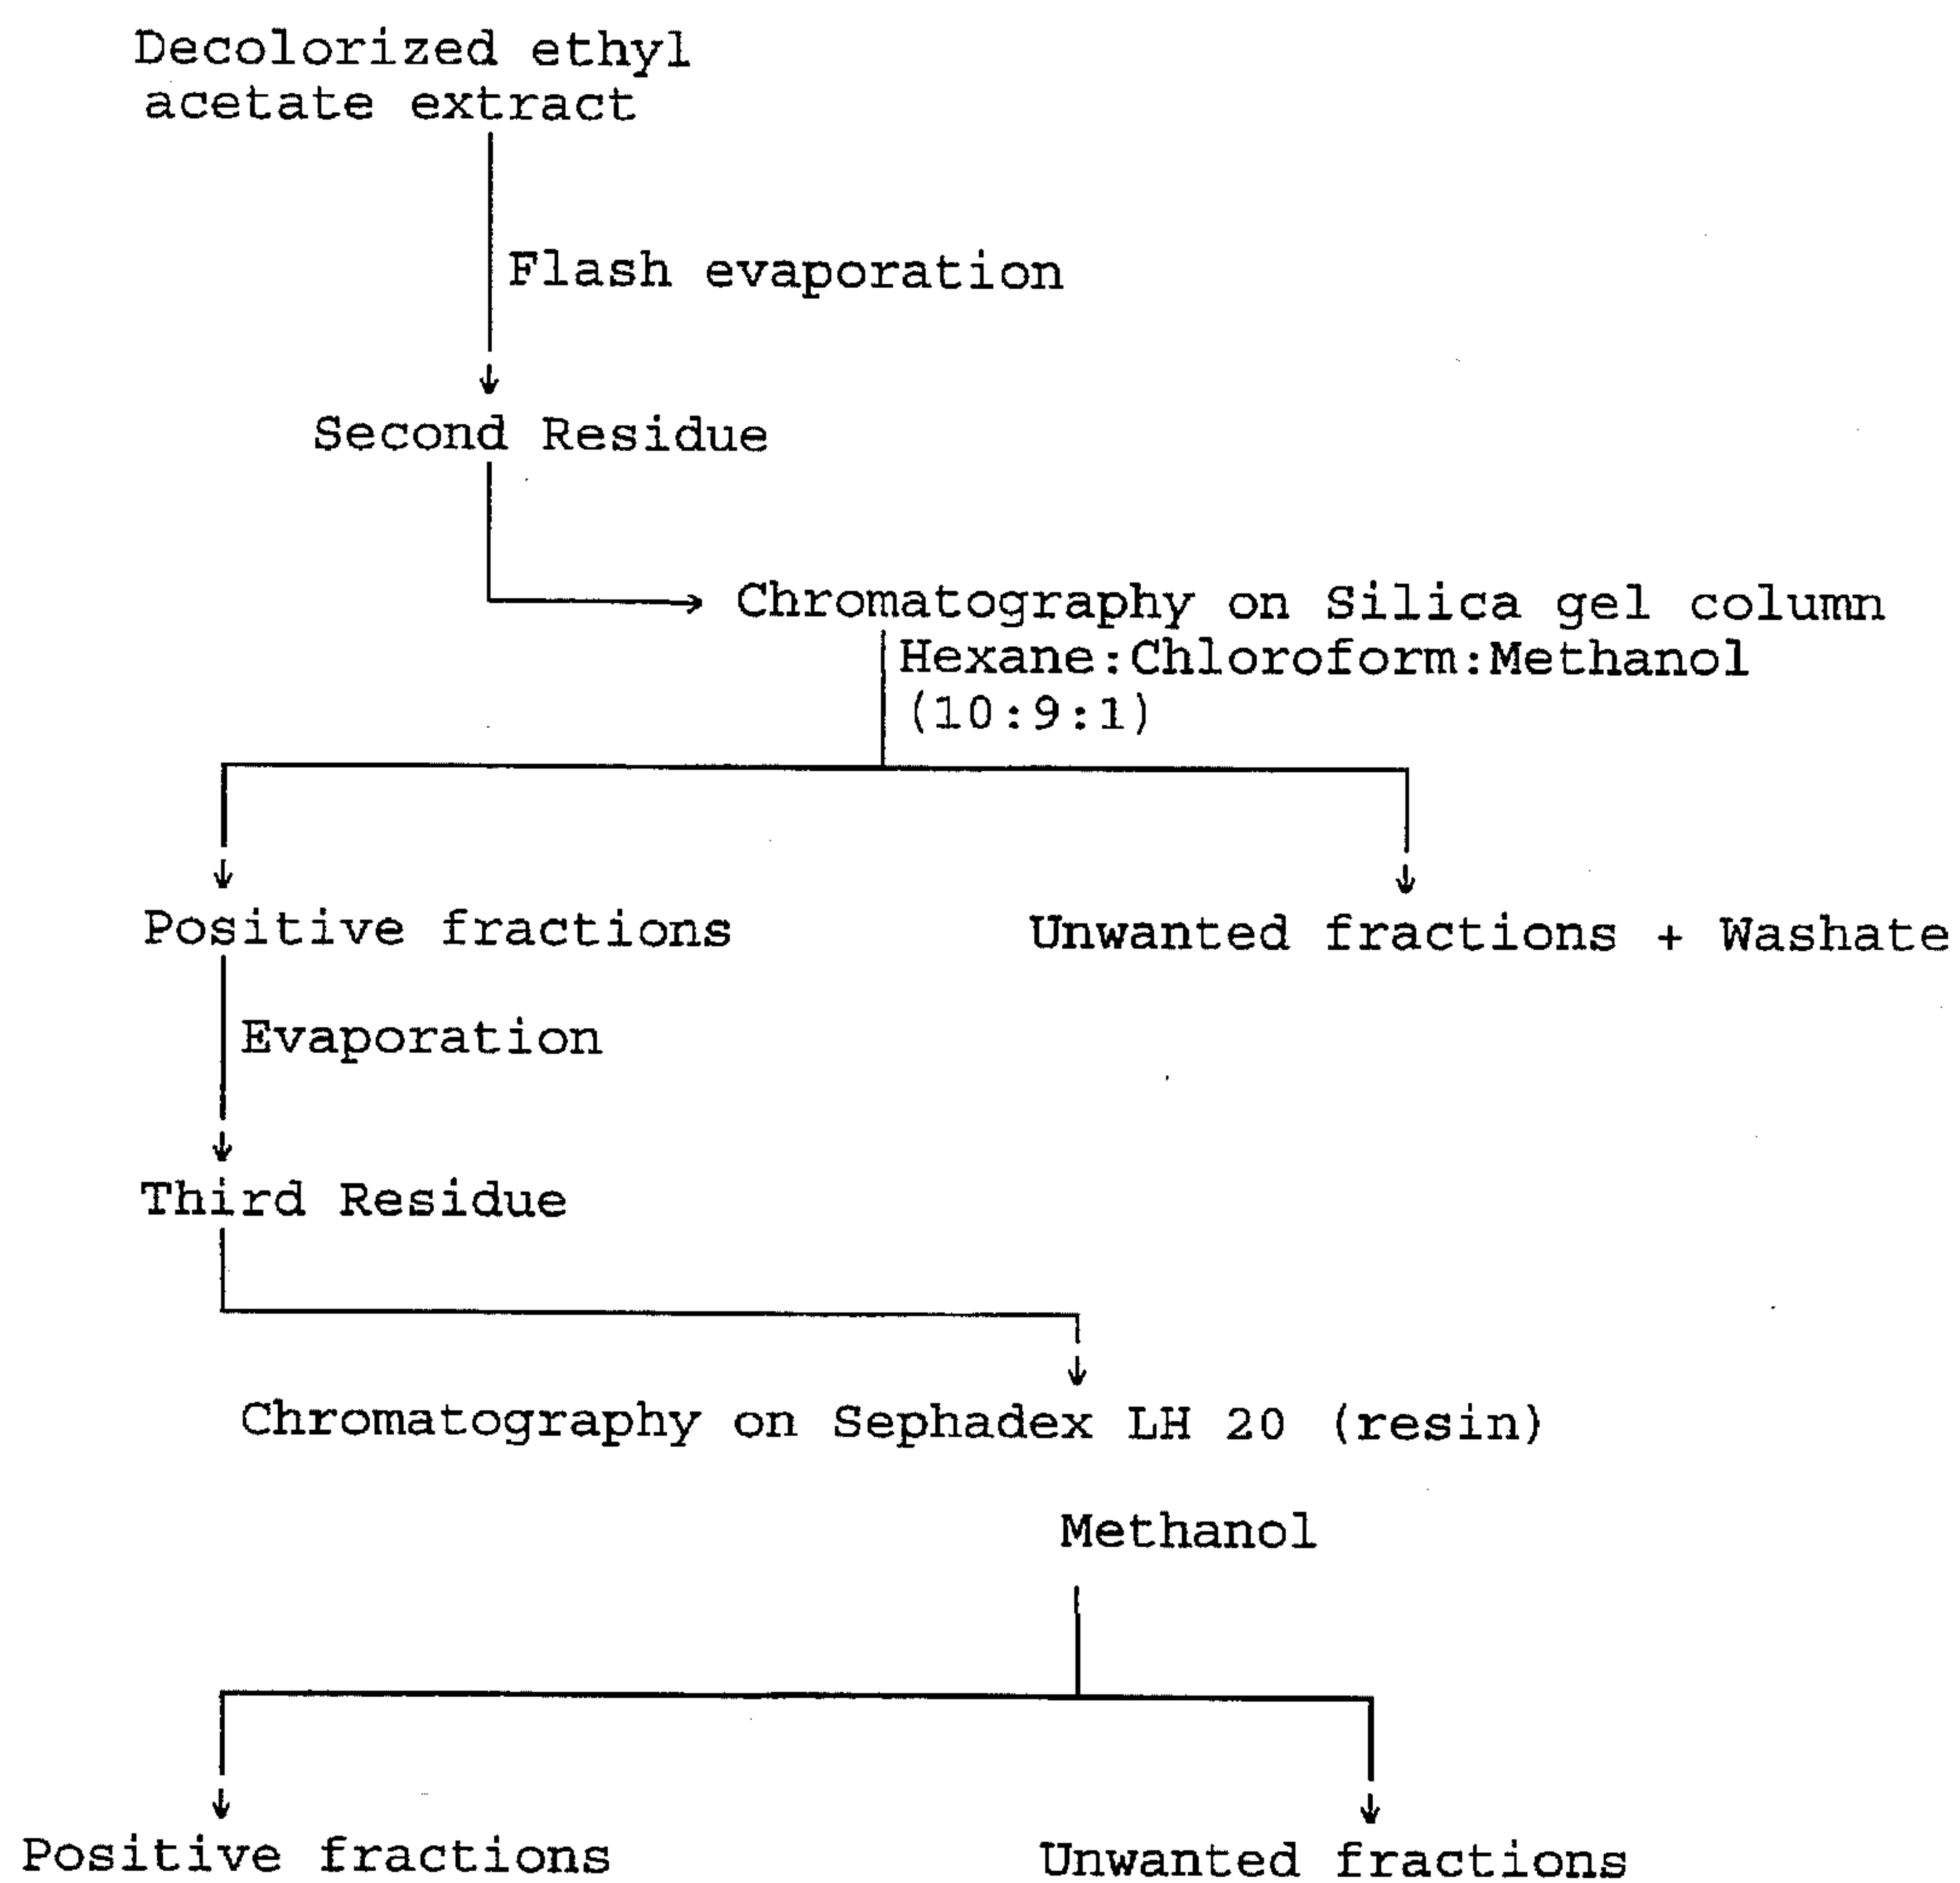 Decolorized ethyl
acetate extract
Flash evaporation
Second Residue
Chromatography on Silica gel column
Hexane:Chloroform:Methanol
(10:9:1)
Positive fractions
Unwanted fractions + Washate
Evaporation
Third Residue
Chromatography on Sephadex LH 20 (resin)
Methanol
Positive fractions
Unwanted fractions